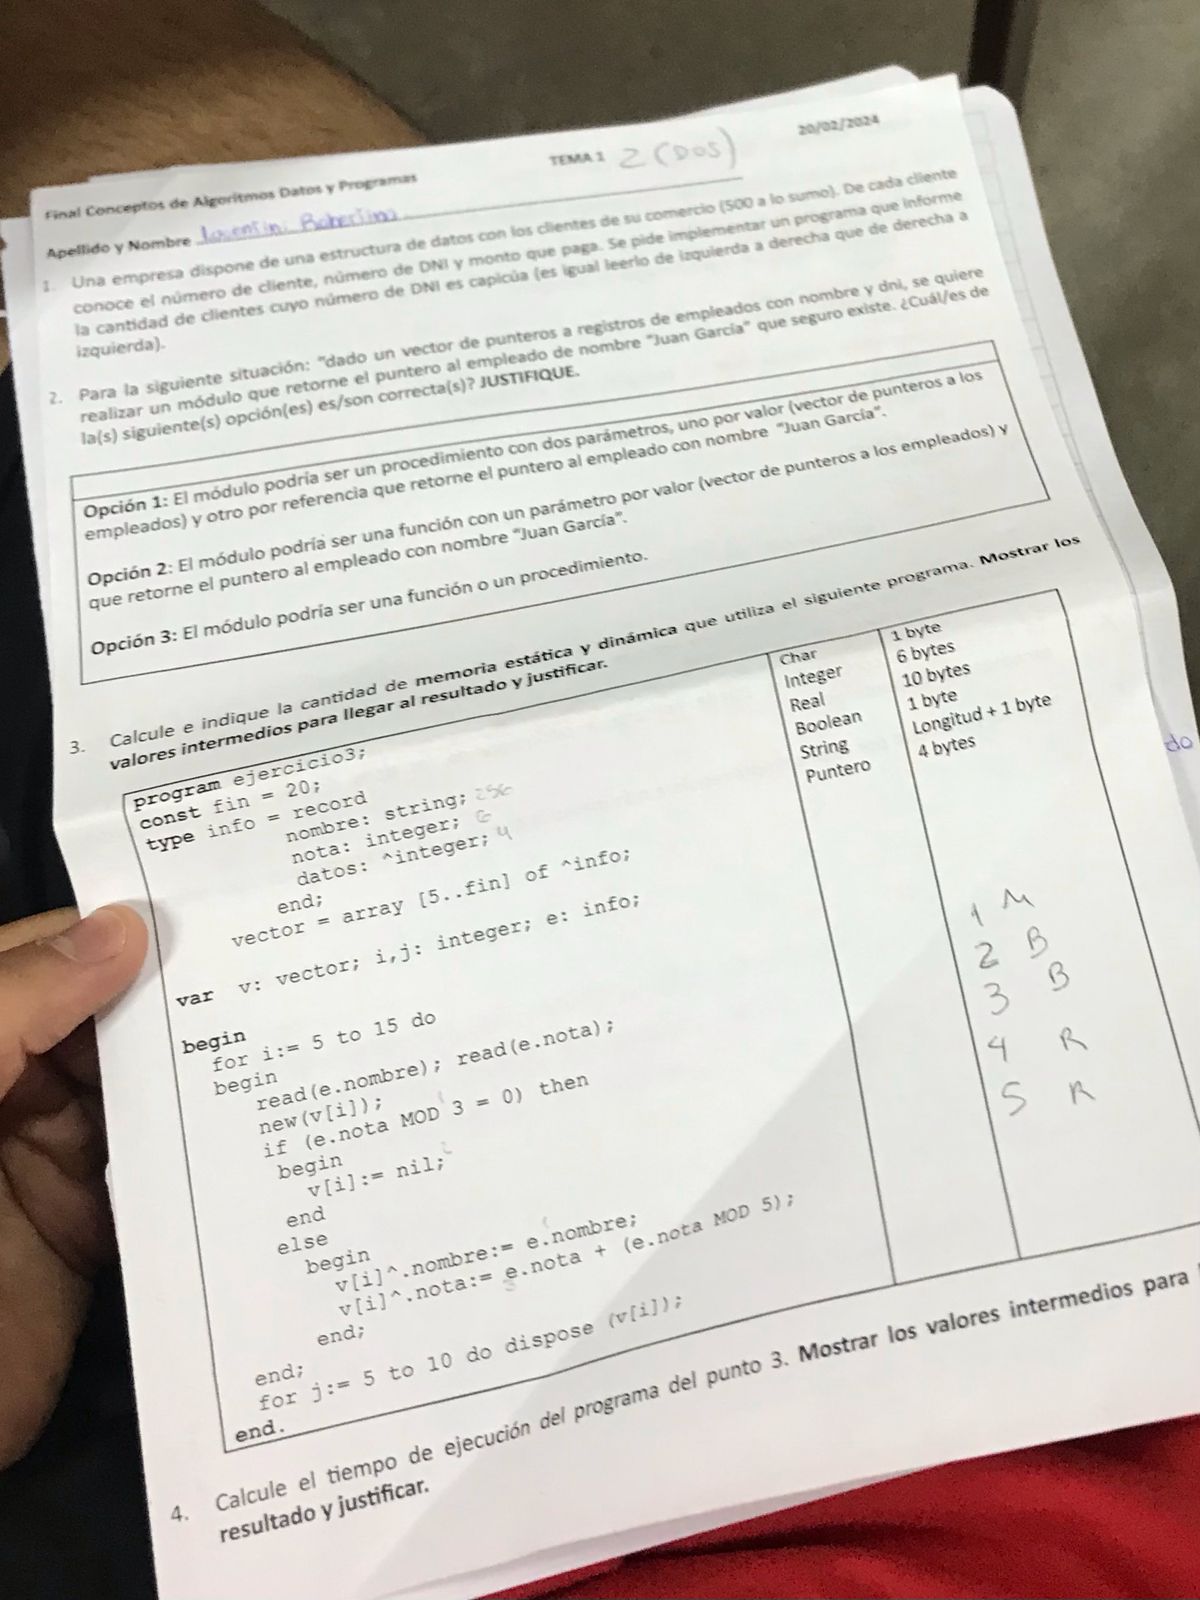 20/02/2024
TEMA 1 2 (DOS)
Final Conceptos de Algoritmos Datos y Programas
Apellido y Nombre
1. Una empresa dispone de una estructura de datos con los clientes de su comercio (500 a lo sumo). De cada cliente
conoce el número de cliente, número de DNI y monto que paga. Se pide implementar un programa que informe
la cantidad de clientes cuyo número de DNI es capicúa (es igual leerlo de izquierda a derecha que de derecha a
izquierda).
2. Para la siguiente situación: "dado un vector de punteros a registros de empleados con nombre y dni, se quiere
realizar un módulo que retorne el puntero al empleado de nombre "Juan García" que seguro existe. ¿Cuál/es de
la(s) siguiente(s) opción(es) es/son correcta(s)? JUSTIFIQUE.
Opción 1: El módulo podría ser un procedimiento con dos parámetros, uno por valor (vector de punteros a los
empleados) y otro por referencia que retorne el puntero al empleado con nombre "Juan García".
Opción 2: El módulo podría ser una función con un parámetro por valor (vector de punteros a los empleados) y
que retorne el puntero al empleado con nombre "Juan García".
Opción 3: El módulo podría ser una función o un procedimiento.
3. Calcule e indique la cantidad de memoria estática y dinámica que utiliza el siguiente programa. Mostrar los
valores intermedios para llegar al resultado y justificar.
program ejercicio3;
const fin = 20;
type info = record
nombre: string; 256
nota: integer; 6
datos: ^integer; 4
end;
vector = array [5..fin] of ^info;
var v: vector; i,j: integer; e: info;
begin
for i:= 5 to 15 do
begin
read(e.nombre); read(e.nota);
new(v[i]);
if (e.nota MOD 3 = 0) then
begin
v[i]:= nil;
end
else
begin
v[i]^.nombre:= e.nombre;
v[i]^.nota:= e.nota + (e.nota MOD 5);
end;
end;
for j:= 5 to 10 do dispose (v[i]);
end.
Char 1 byte
Integer 6 bytes
Real 10 bytes
Boolean 1 byte
String Longitud + 1 byte
Puntero 4 bytes
do
1 M
2 B
3 B
4 R
5 R
4. Calcule el tiempo de ejecución del programa del punto 3. Mostrar los valores intermedios para
resultado y justificar.